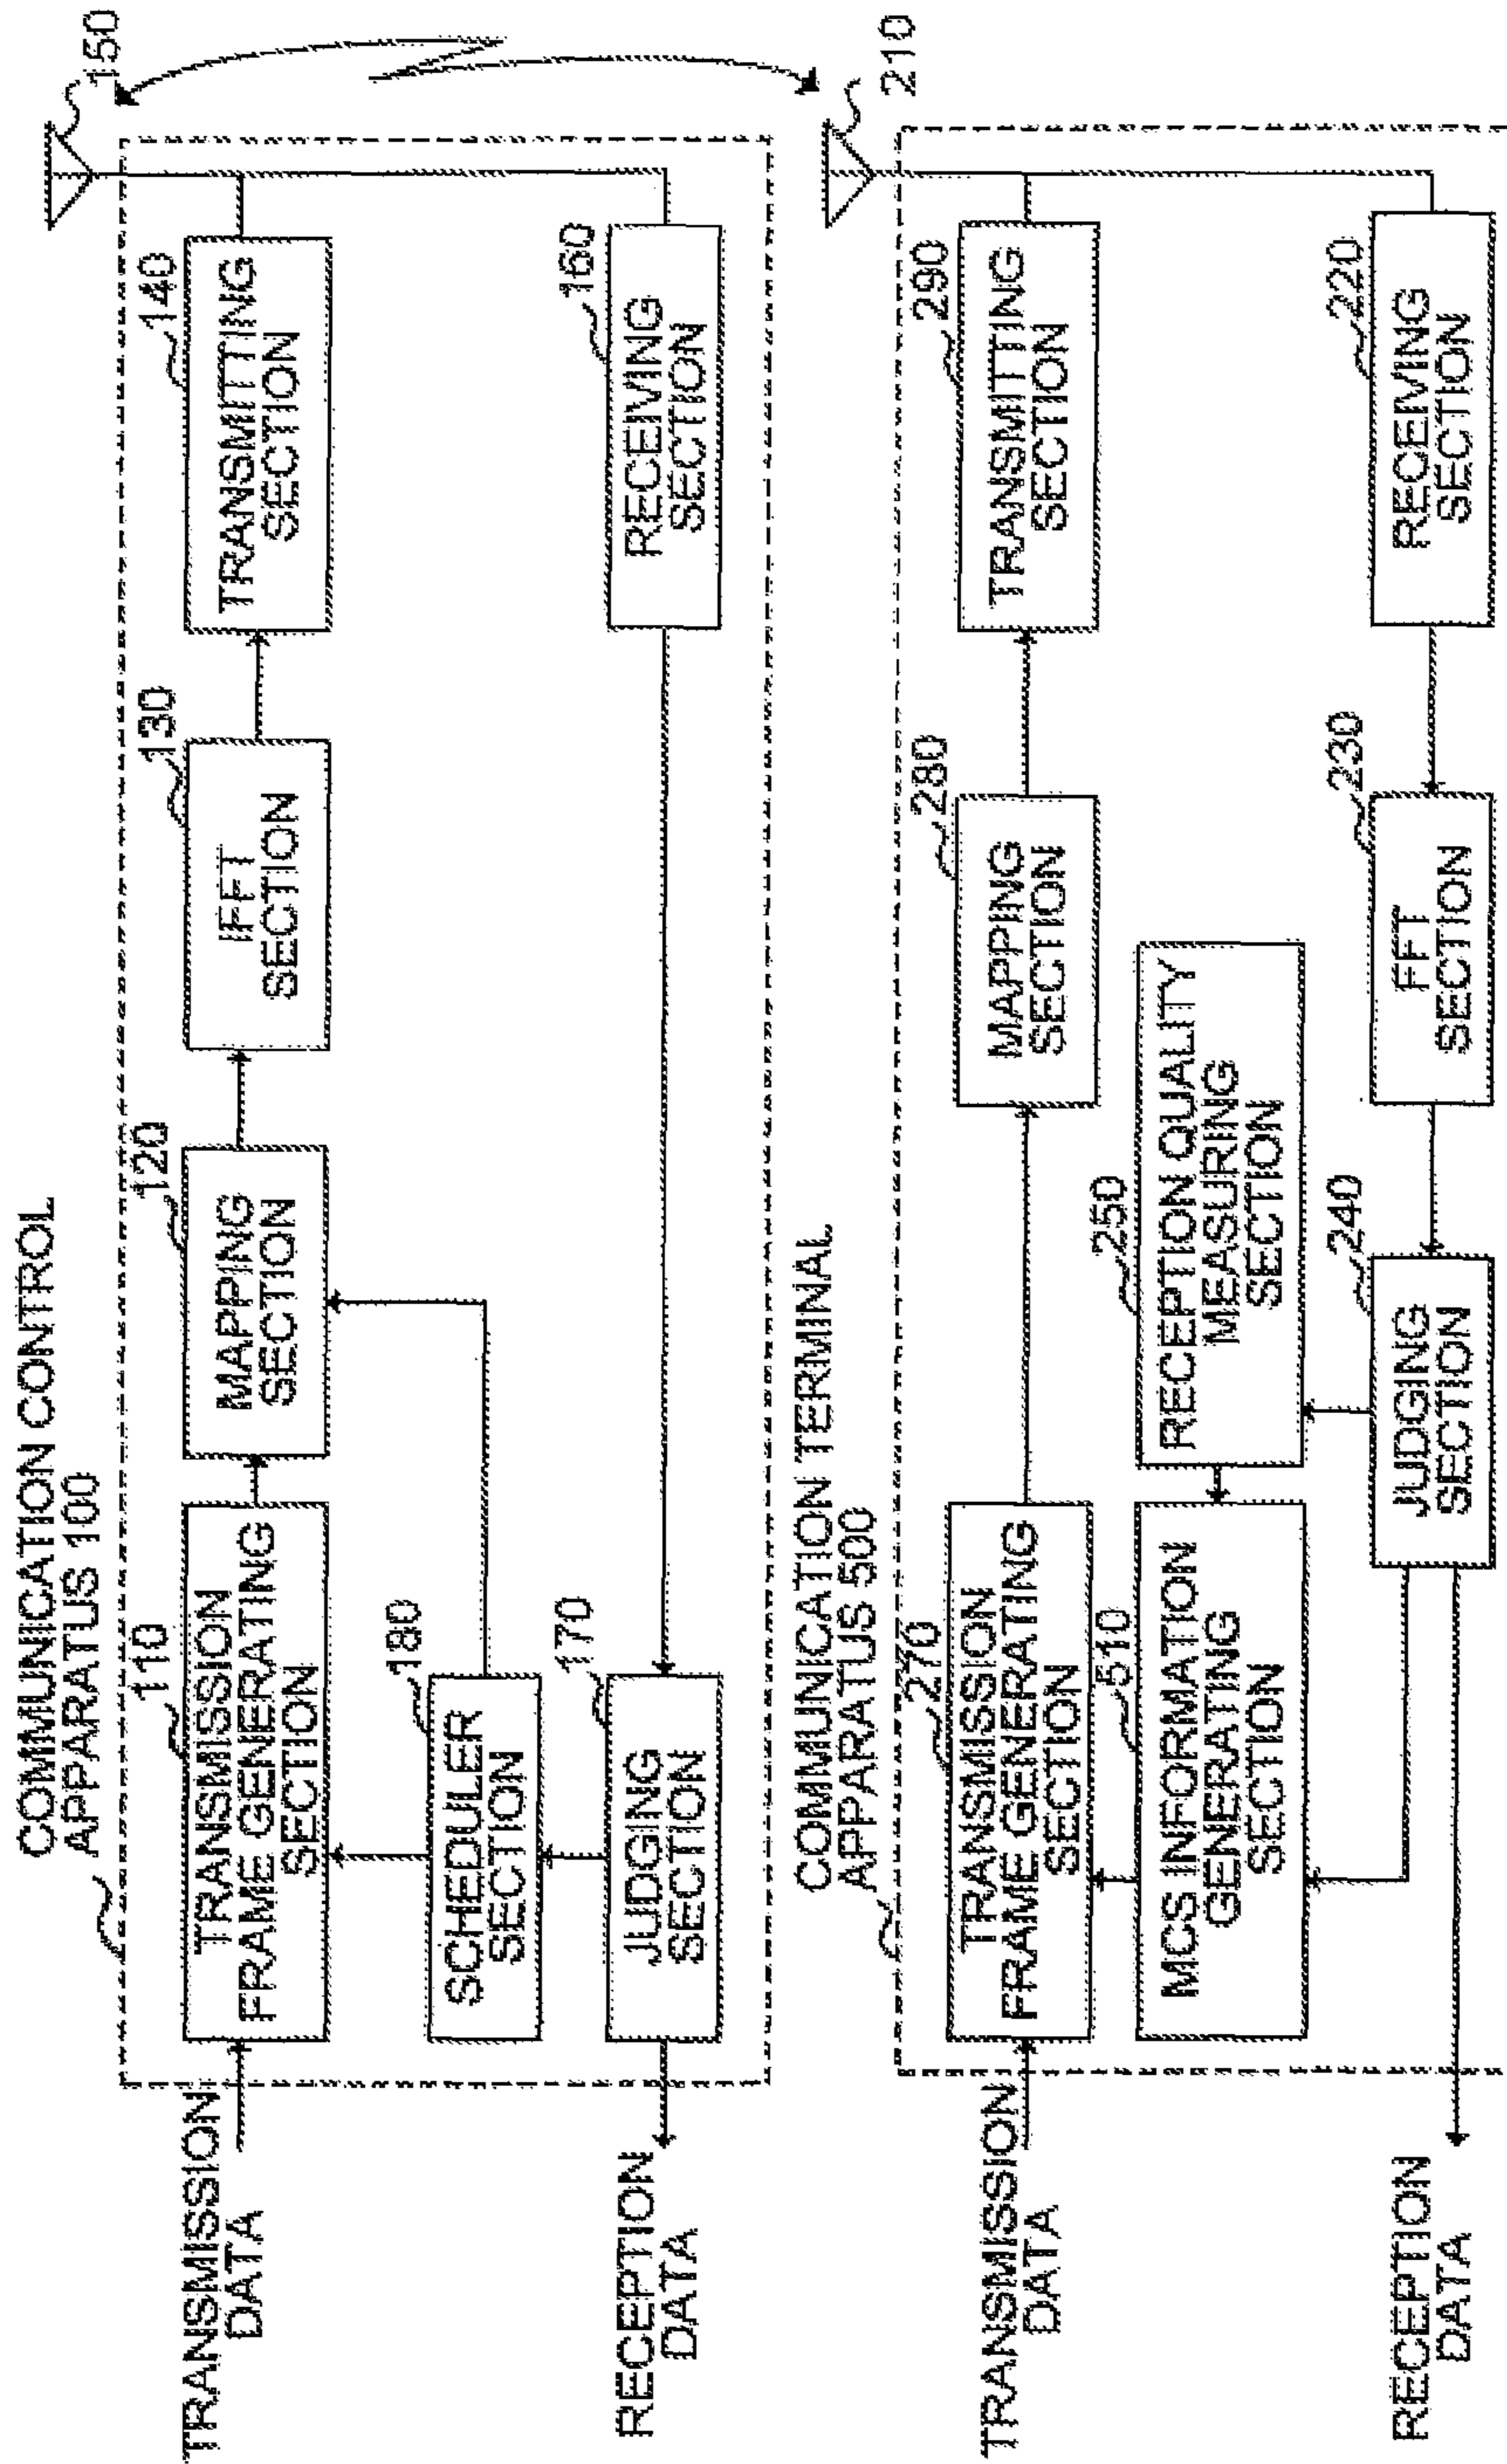 COMMUNICATION CONTROL
APPARATUS 100
110
TRANSMISSION
FRAME GENERATING
SECTION
120
MAPPING
SECTION
130
IFFT
SECTION
140
TRANSMITTING
SECTION
150
TRANSMISSION
DATA
180
SCHEDULER
SECTION
170
JUDGING
SECTION
160
RECEIVING
SECTION
RECEPTION
DATA
COMMUNICATION TERMINAL
APPARATUS 500
270
TRANSMISSION
FRAME GENERATING
SECTION
280
MAPPING
SECTION
290
TRANSMITTING
SECTION
210
TRANSMISSION
DATA
510
MCS INFORMATION
GENERATING
SECTION
250
RECEPTION QUALITY
MEASURING
SECTION
240
JUDGING
SECTION
230
FFT
SECTION
220
RECEIVING
SECTION
RECEPTION
DATA